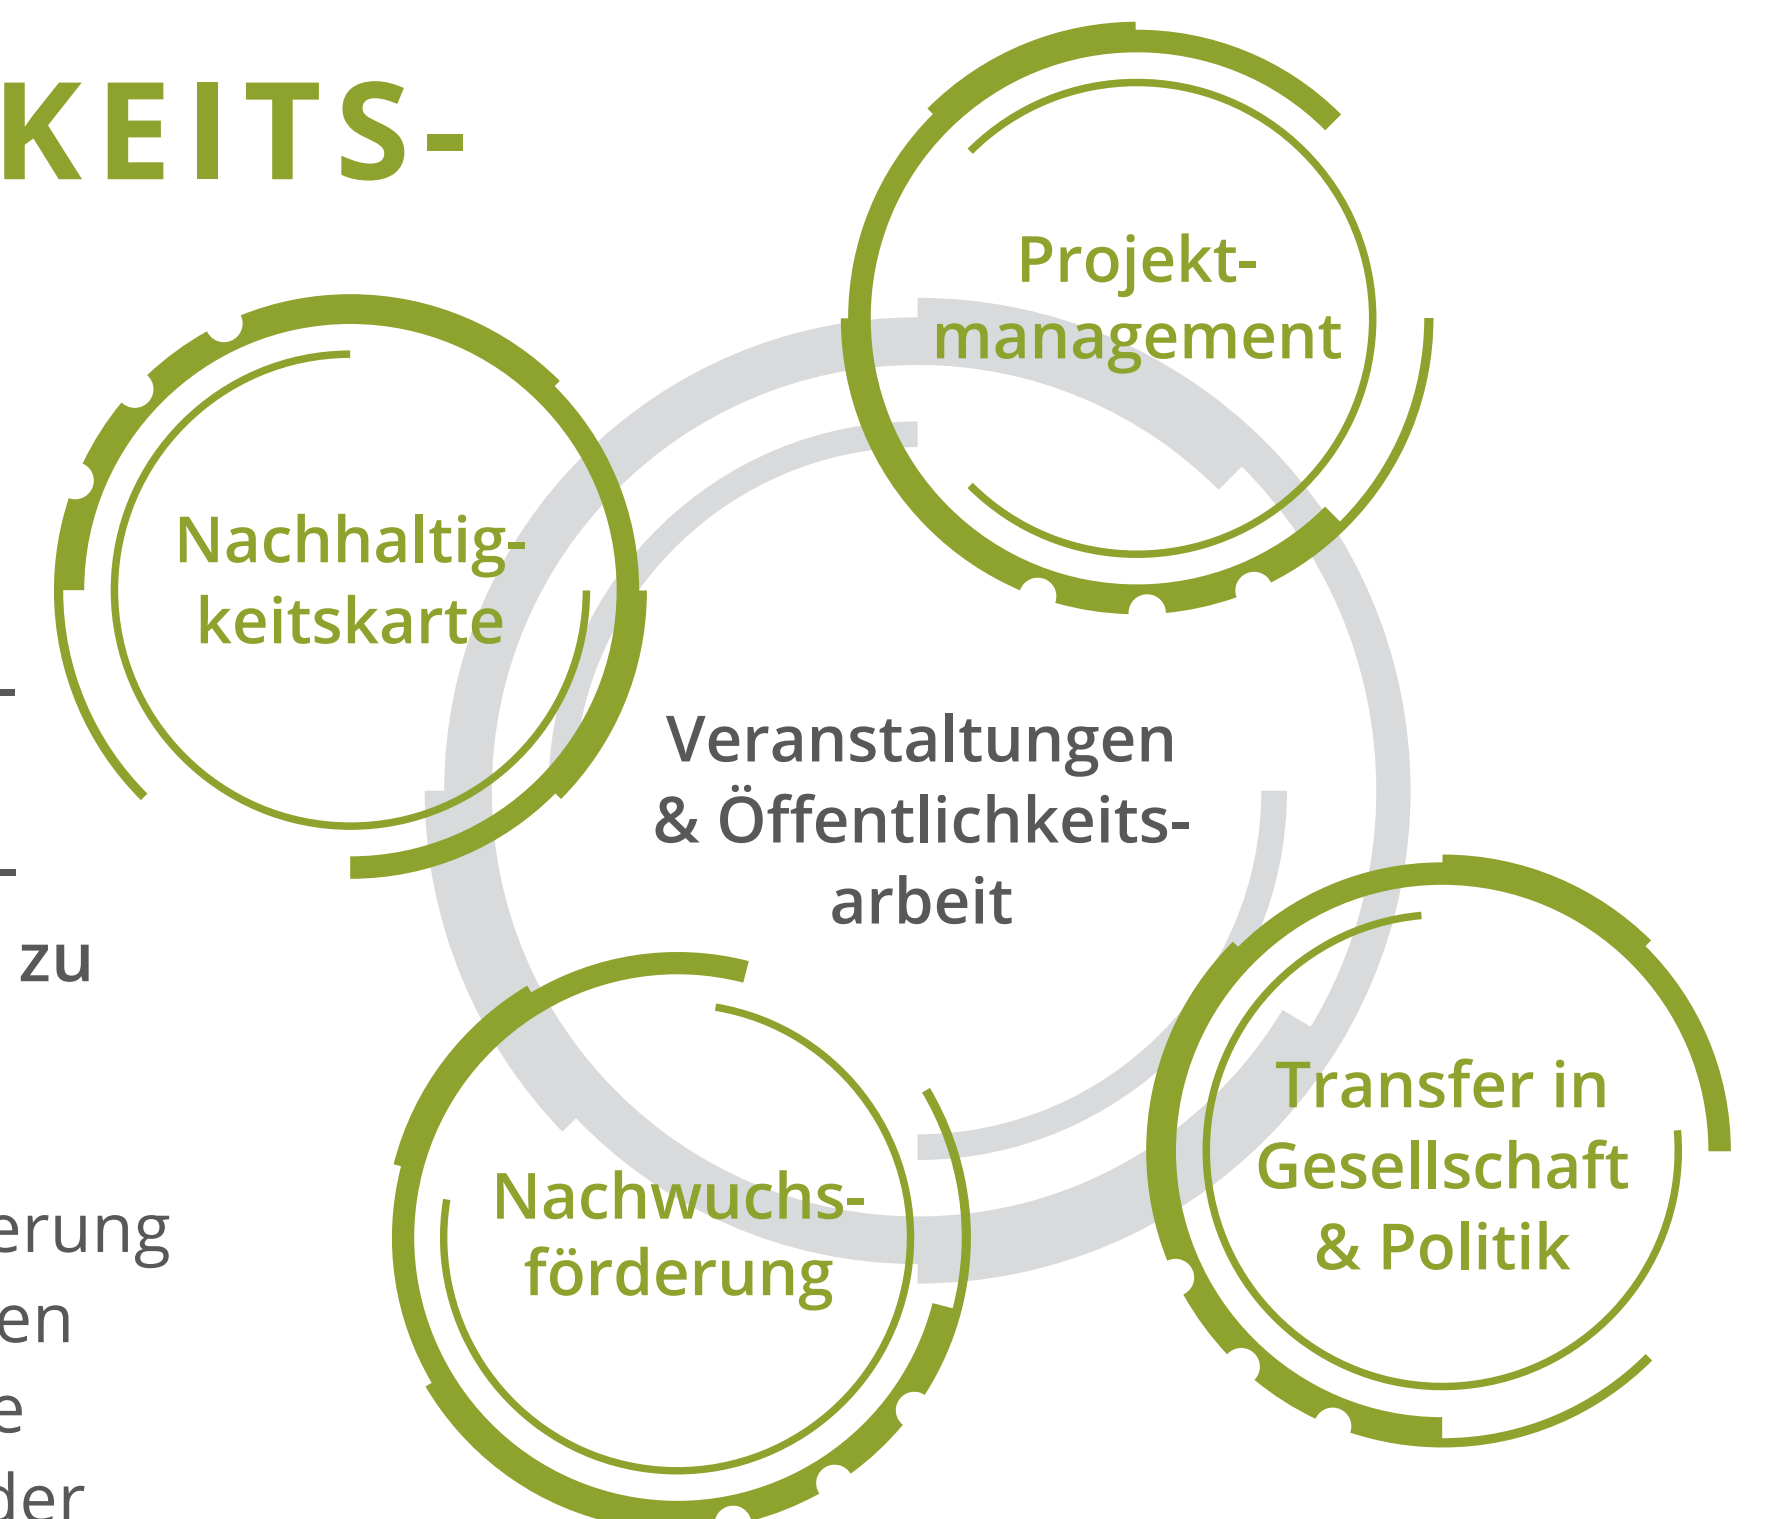 KEITS-
Projekt-
management
Nachhaltig-
keitskarte
Veranstaltungen
& Öffentlichkeits-
arbeit
Transfer in
Gesellschaft
& Politik
Nachwuchs-
förderung
-
-
zu
erung
en
e
der